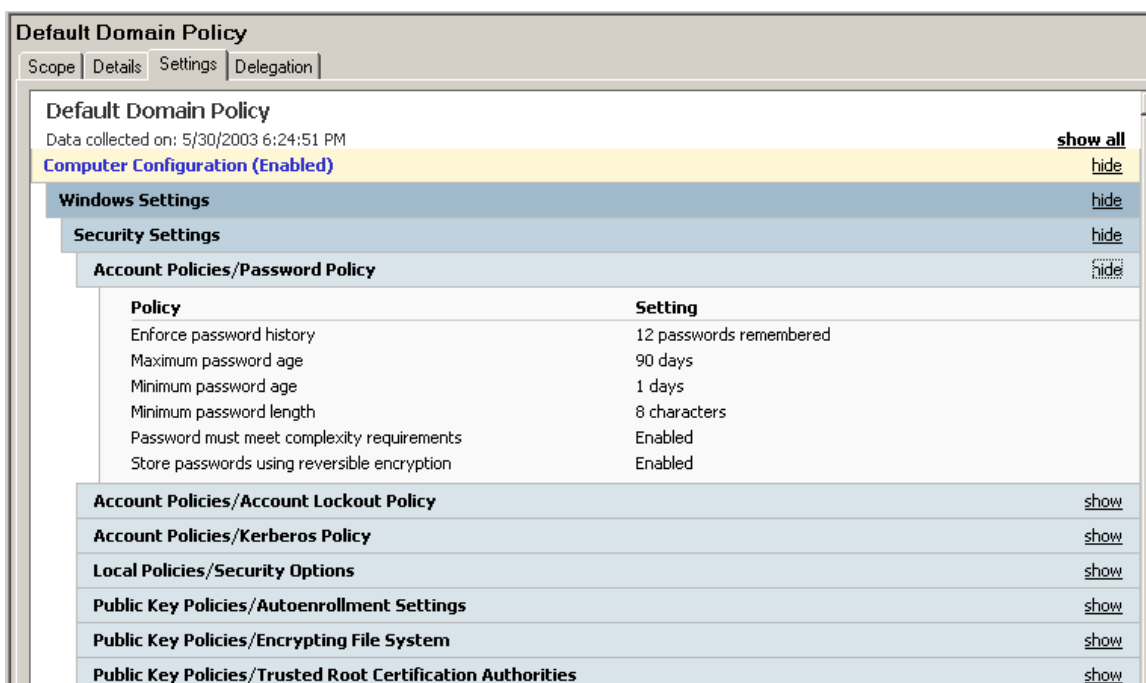 Default Domain Policy
Scope Details Settings Delegation
Default Domain Policy
Data collected on: 5/30/2003 6:24:51 PM show all
Computer Configuration (Enabled) hide
Windows Settings hide
Security Settings hide
Account Policies/Password Policy hide
Policy Setting
Enforce password history 12 passwords remembered
Maximum password age 90 days
Minimum password age 1 days
Minimum password length 8 characters
Password must meet complexity requirements Enabled
Store passwords using reversible encryption Enabled
Account Policies/Account Lockout Policy show
Account Policies/Kerberos Policy show
Local Policies/Security Options show
Public Key Policies/Autoenrollment Settings show
Public Key Policies/Encrypting File System show
Public Key Policies/Trusted Root Certification Authorities show